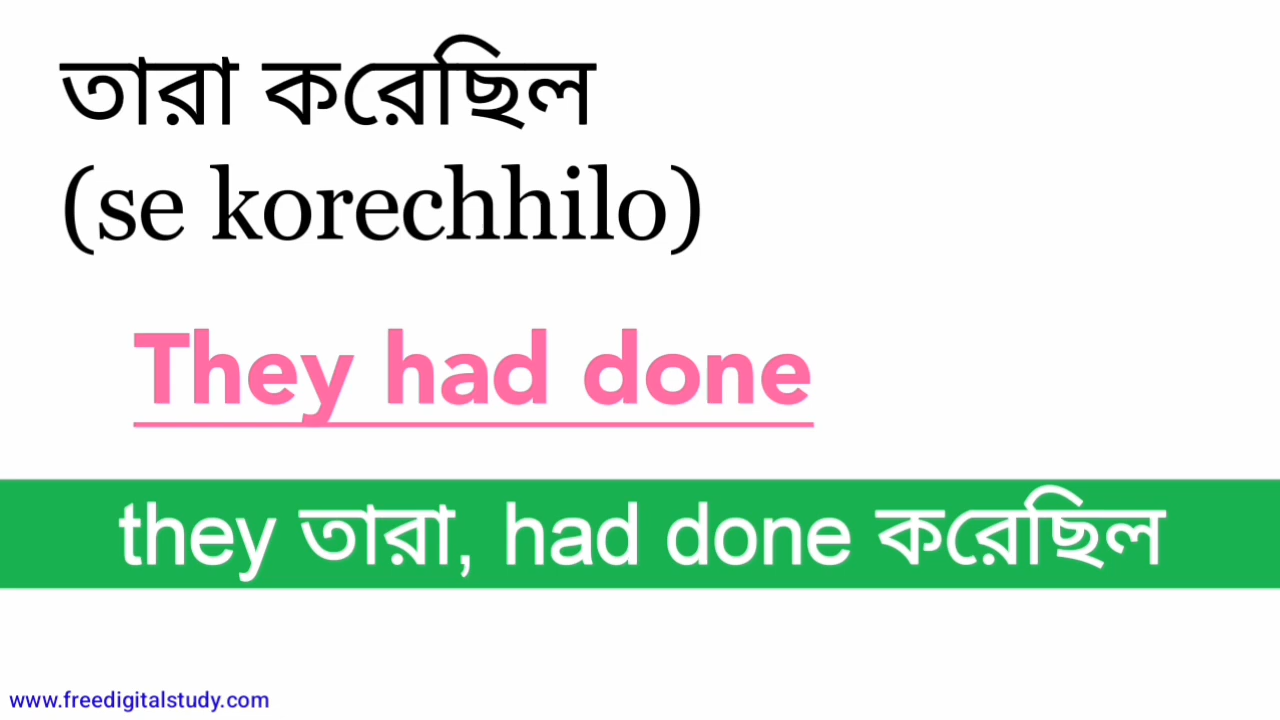 তারা করেছিল
(se korechhilo)
They had done
they তারা, had done করেছিল
www.freedigitalstudy.com